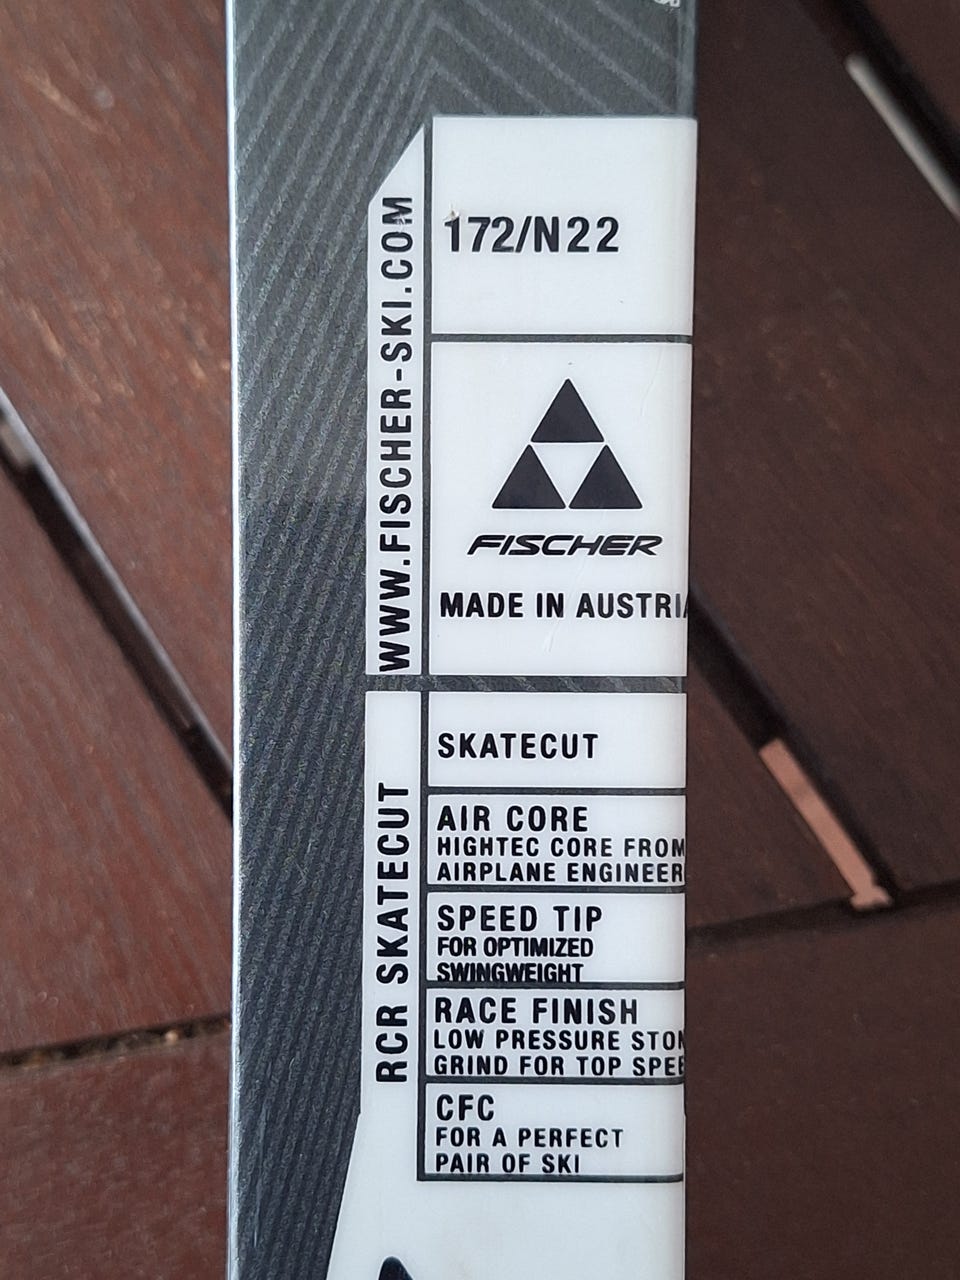 172/N22
WWW.FISCHER-SKI.COM
FISCHER
MADE IN AUSTRIA
RCR SKATECUT
SKATECUT
AIR CORE
HIGHTEC CORE FROM
AIRPLANE ENGINEER
SPEED TIP
FOR OPTIMIZED
SWINGWEIGHT
RACE FINISH
LOW PRESSURE STON
GRIND FOR TOP SPEE
CFC
FOR A PERFECT
PAIR OF SKI